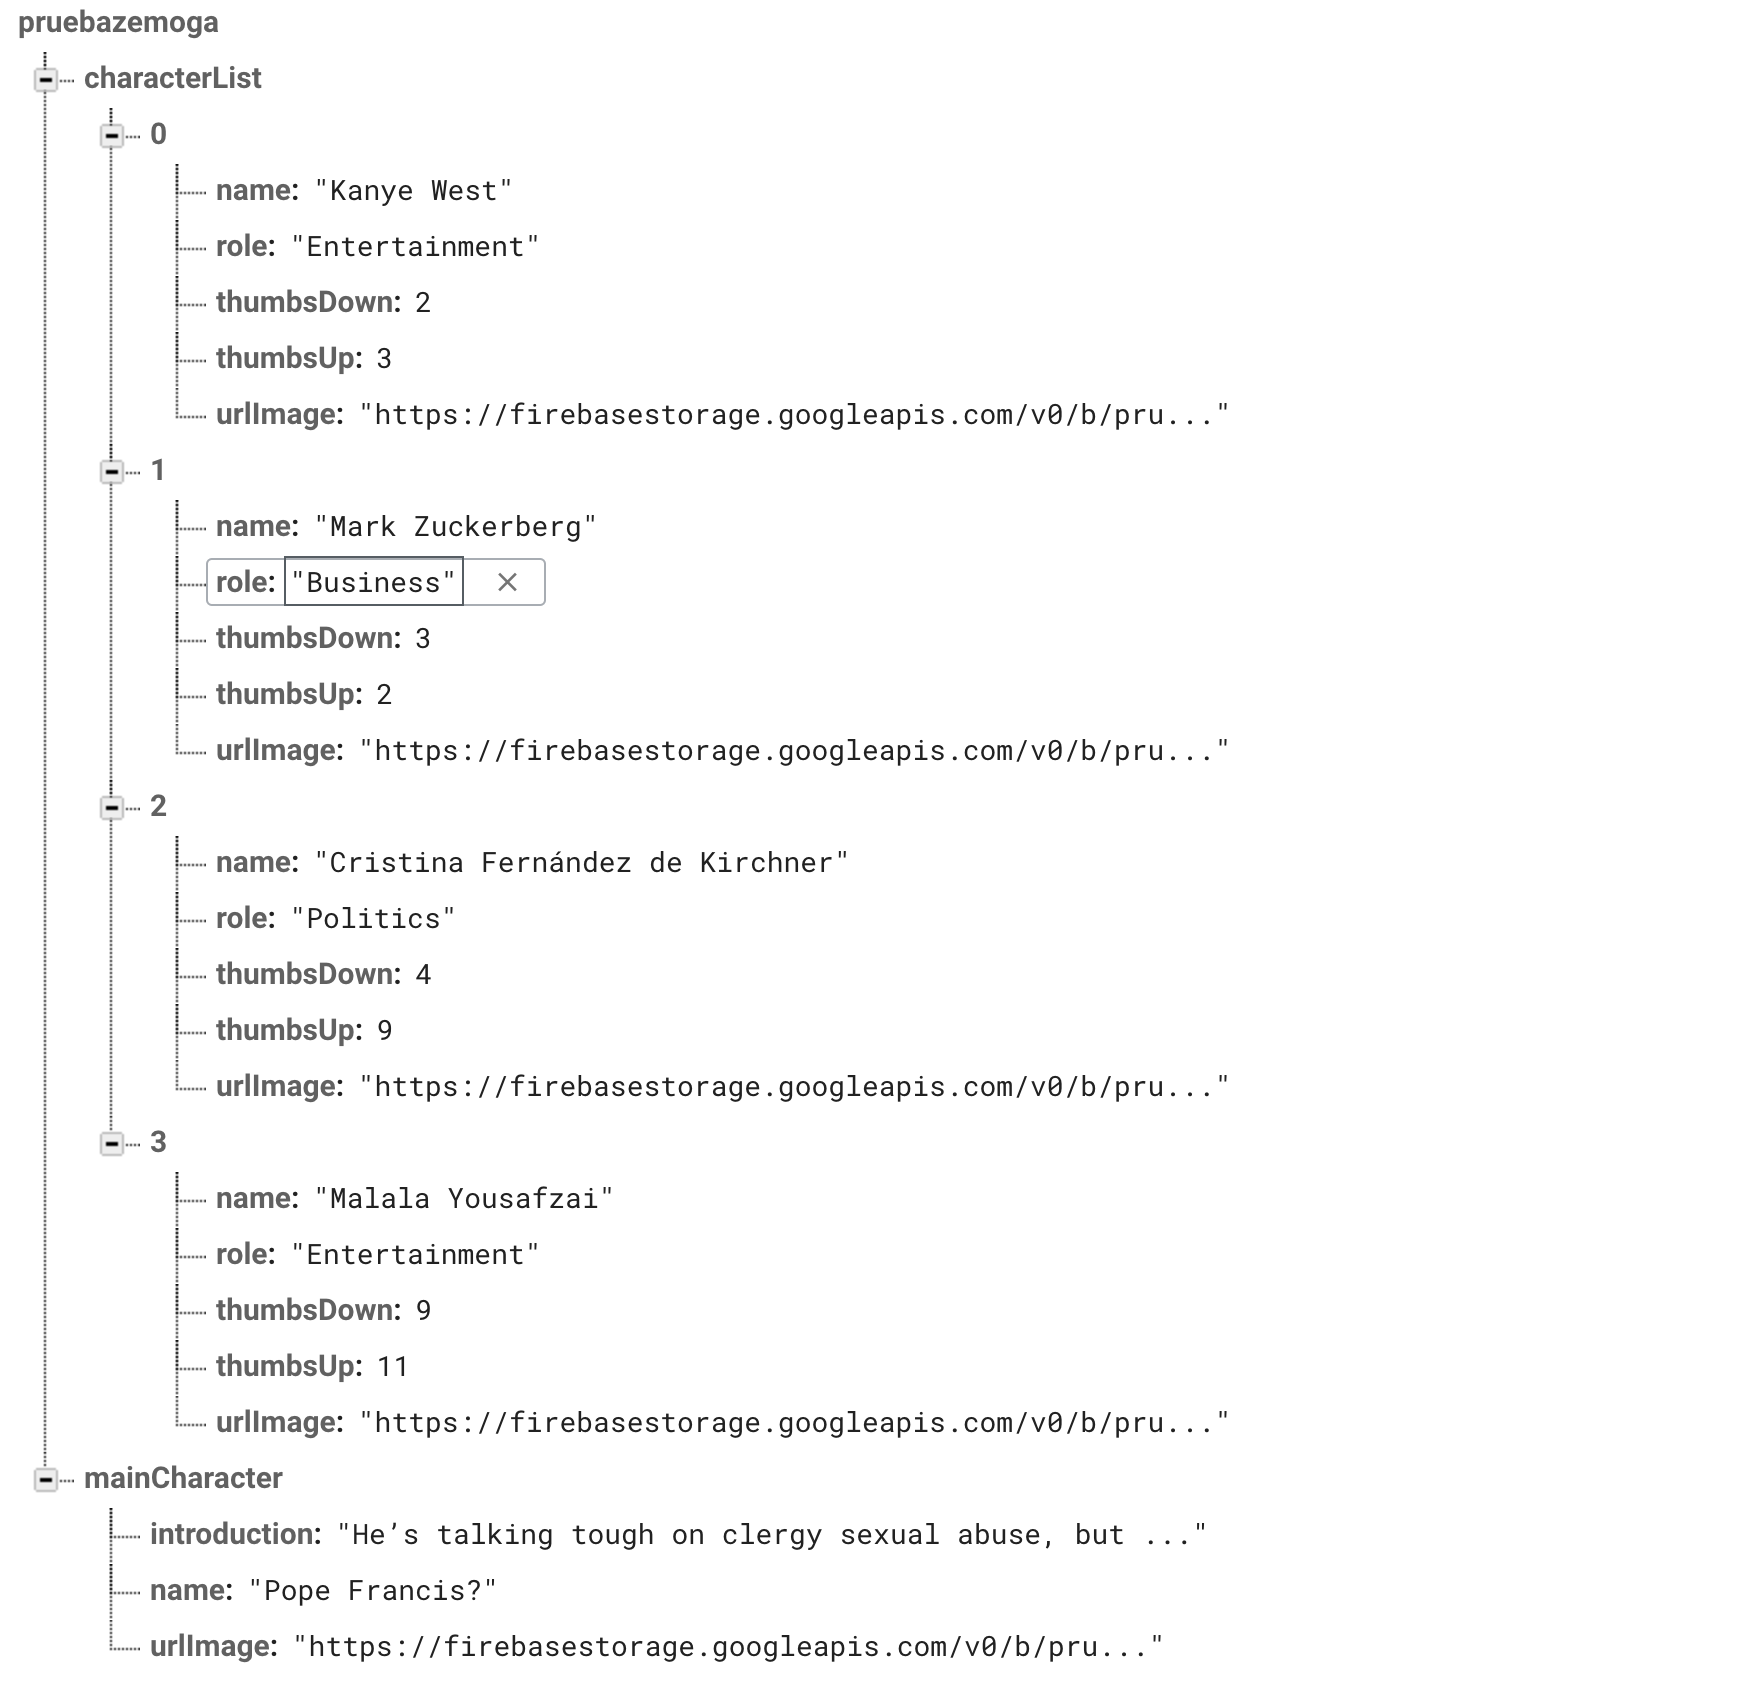 pruebazemoga
characterList
0
name: "Kanye West"
role: "Entertainment"
thumbsDown: 2
thumbsUp: 3
urlImage: "https://firebasestorage.googleapis.com/v0/b/pru..."
1
name: "Mark Zuckerberg"
role: "Business"
thumbsDown: 3
thumbsUp: 2
urlImage: "https://firebasestorage.googleapis.com/v0/b/pru..."
2
name: "Cristina Fernández de Kirchner"
role: "Politics"
thumbsDown: 4
thumbsUp: 9
urlImage: "https://firebasestorage.googleapis.com/v0/b/pru..."
3
name: "Malala Yousafzai"
role: "Entertainment"
thumbsDown: 9
thumbsUp: 11
urlImage: "https://firebasestorage.googleapis.com/v0/b/pru..."
mainCharacter
introduction: "He’s talking tough on clergy sexual abuse, but ..."
name: "Pope Francis?"
urlImage: "https://firebasestorage.googleapis.com/v0/b/pru..."